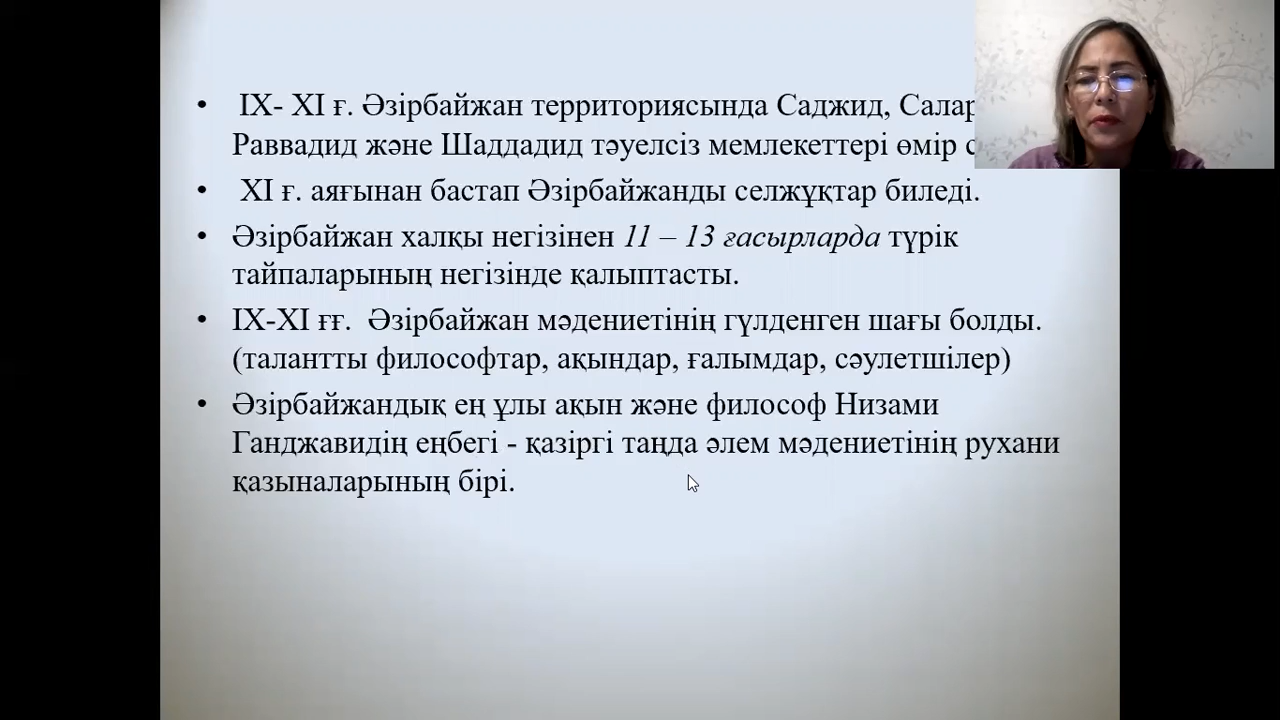 • IX- XI ғ. Әзірбайжан территориясында Саджид,
Раввадид және Шаддадид тәуелсіз мемлекеттері өмір
• XI ғ. аяғынан бастап Әзірбайжанды селжұқтар биледі.
• Әзірбайжан халқы негізінен 11 – 13 ғасырларда түрік
тайпаларының негізінде қалыптасты.
• IX-XI ғғ. Әзірбайжан мәдениетінің гүлденген шағы болды.
(талантты философтар, ақындар, ғалымдар, сәулетшілер)
• Әзірбайжандық ең ұлы ақын және философ Низами
Ганджавидің еңбегі - қазіргі таңда әлем мәдениетінің рухани
қазыналарының бірі.